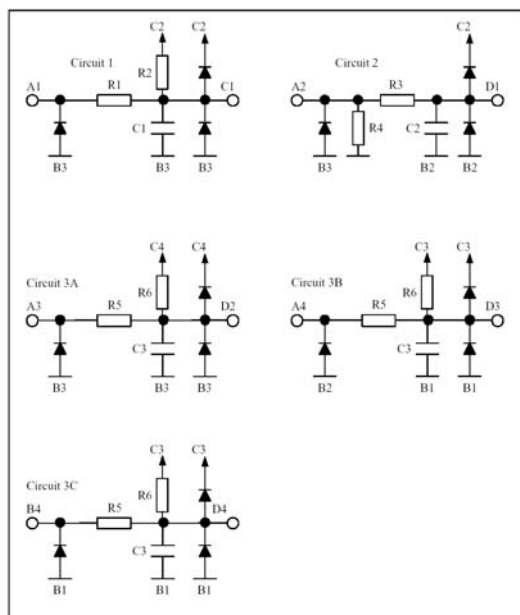 Circuit 1
C2
C2
R2
A1
R1
C1
C1
B3
B3
B3
Circuit 2
C2
A2
R3
D1
R4
C2
B3
B2
B2
Circuit 3A
C4
C4
R6
A3
R5
D2
C3
B3
B3
B3
Circuit 3B
C3
C3
R6
A4
R5
D3
C3
B2
B1
B1
Circuit 3C
C3
C3
R6
B4
R5
D4
C3
B1
B1
B1